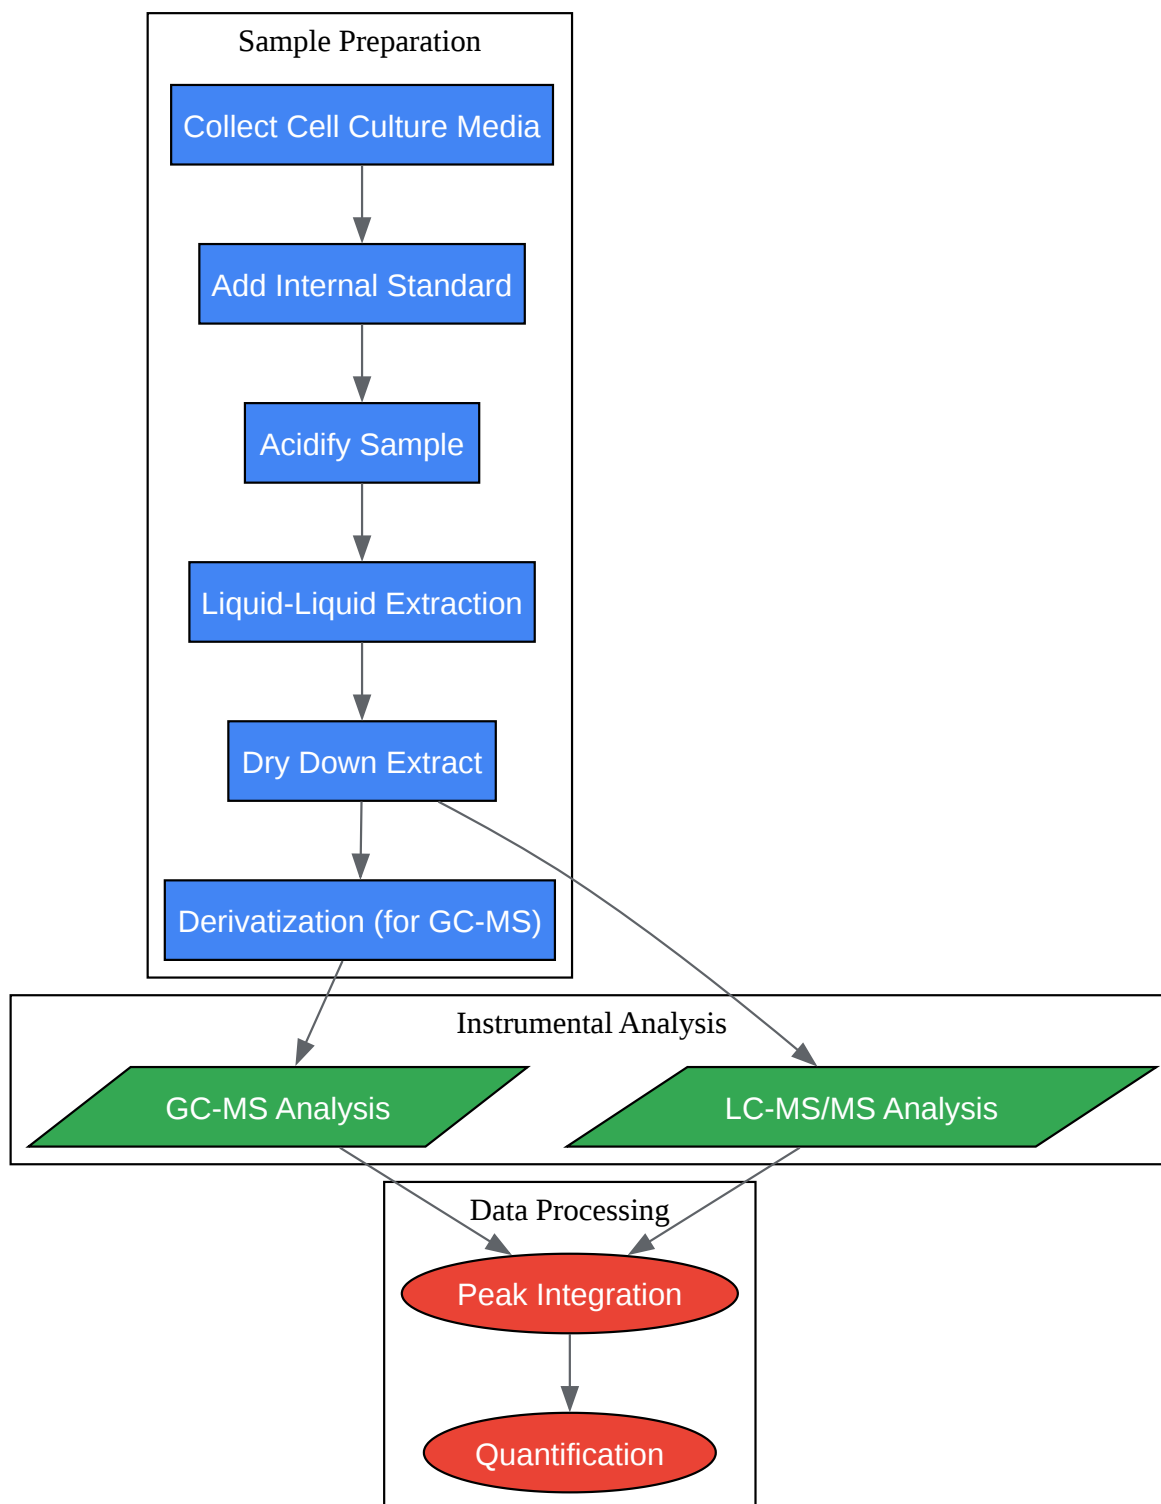 Sample Preparation
Collect Cell Culture Media
Add Internal Standard
Acidify Sample
Liquid-Liquid Extraction
Dry Down Extract
Derivatization (for GC-MS)
Instrumental Analysis
GC-MS Analysis
LC-MS/MS Analysis
Data Processing
Peak Integration
Quantification